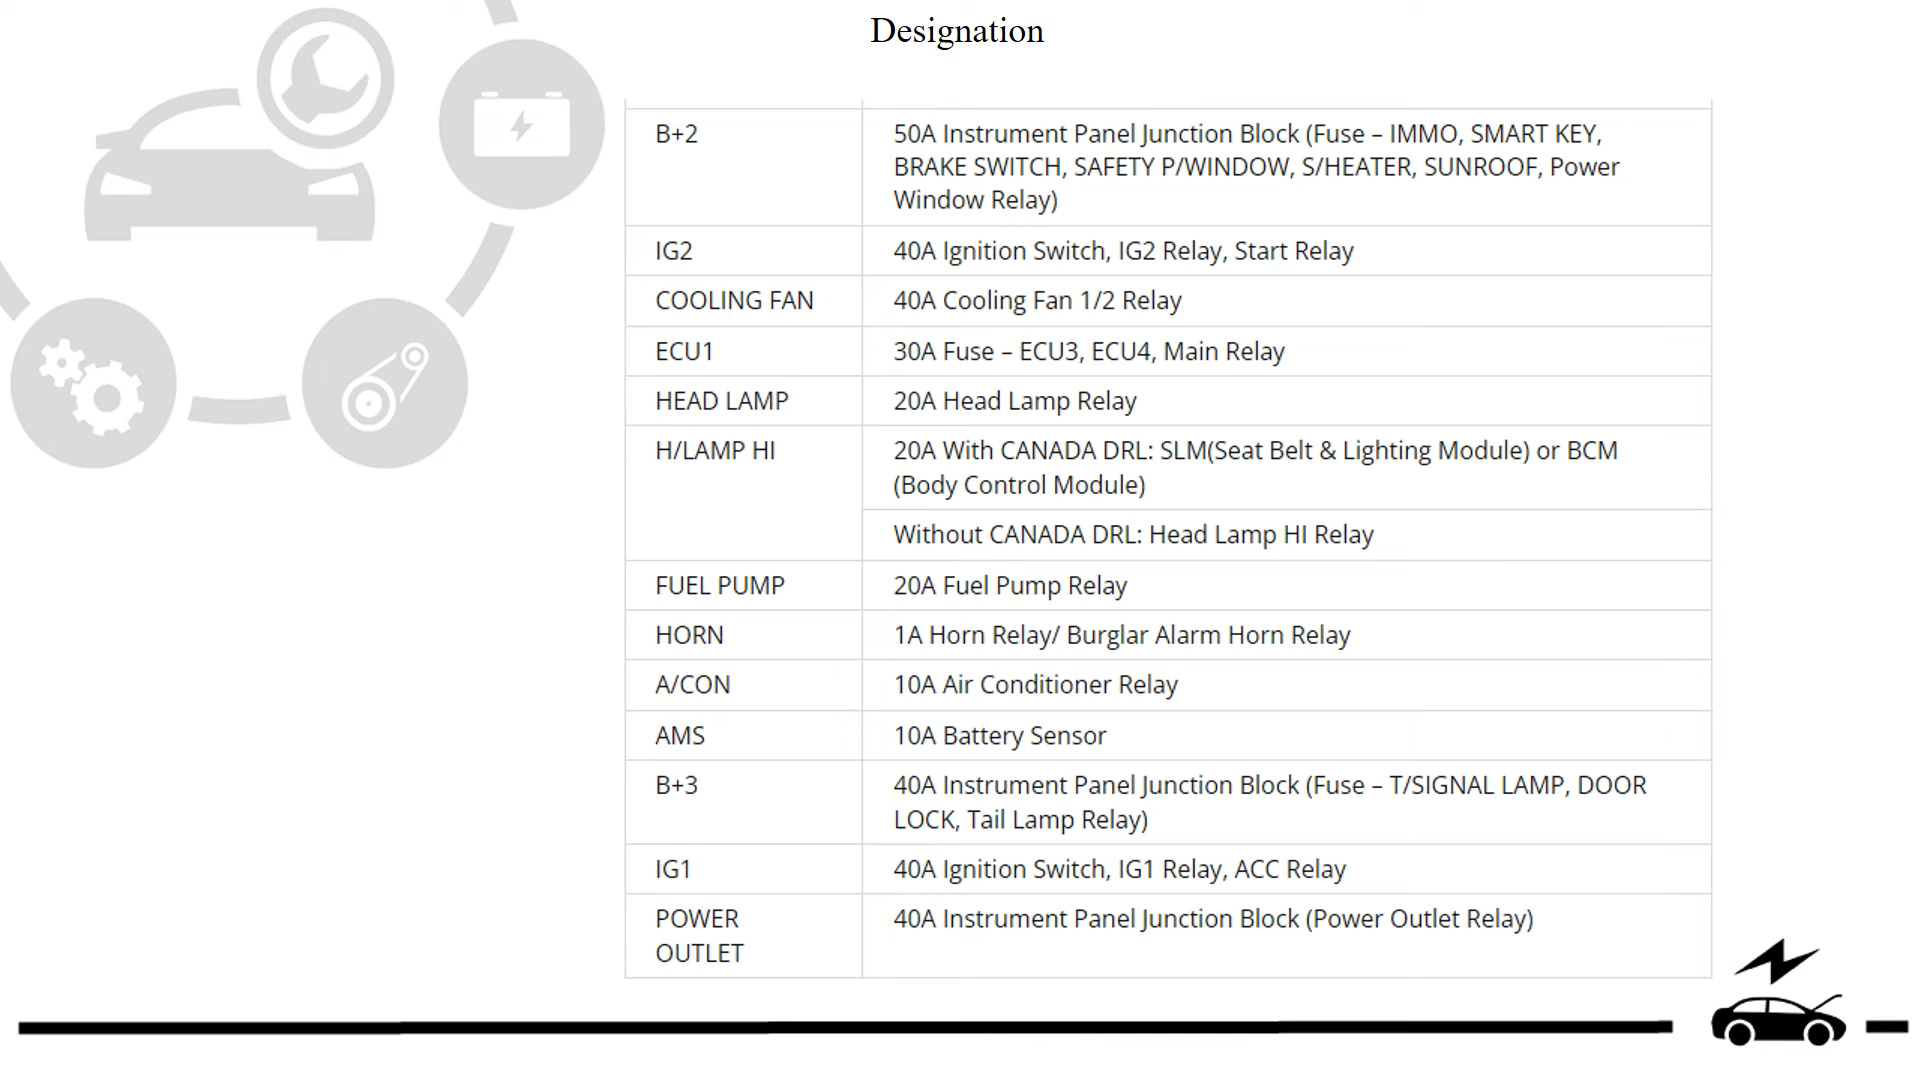 Designation
B+2
50A Instrument Panel Junction Block (Fuse – IMMO, SMART KEY,
BRAKE SWITCH, SAFETY P/WINDOW, S/HEATER, SUNROOF, Power
Window Relay)
IG2
40A Ignition Switch, IG2 Relay, Start Relay
COOLING FAN
40A Cooling Fan 1/2 Relay
ECU1
30A Fuse – ECU3, ECU4, Main Relay
HEAD LAMP
20A Head Lamp Relay
H/LAMP HI
20A With CANADA DRL: SLM(Seat Belt & Lighting Module) or BCM
(Body Control Module)
Without CANADA DRL: Head Lamp HI Relay
FUEL PUMP
20A Fuel Pump Relay
HORN
1A Horn Relay/ Burglar Alarm Horn Relay
A/CON
10A Air Conditioner Relay
AMS
10A Battery Sensor
B+3
40A Instrument Panel Junction Block (Fuse – T/SIGNAL LAMP, DOOR
LOCK, Tail Lamp Relay)
IG1
40A Ignition Switch, IG1 Relay, ACC Relay
POWER
OUTLET
40A Instrument Panel Junction Block (Power Outlet Relay)